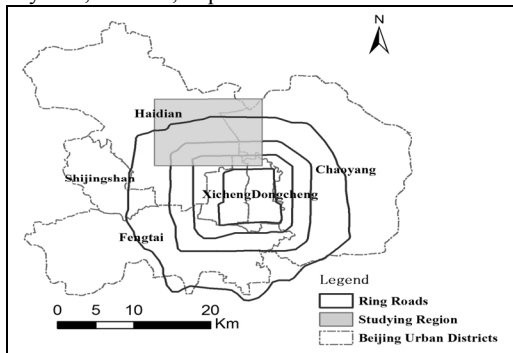 N
Haidian
Chaoyang
Shijingshan
XichengDongcheng
Fengtai
Legend
Ring Roads
Studying Region
Beijing Urban Districts
0 5 10 20
Km